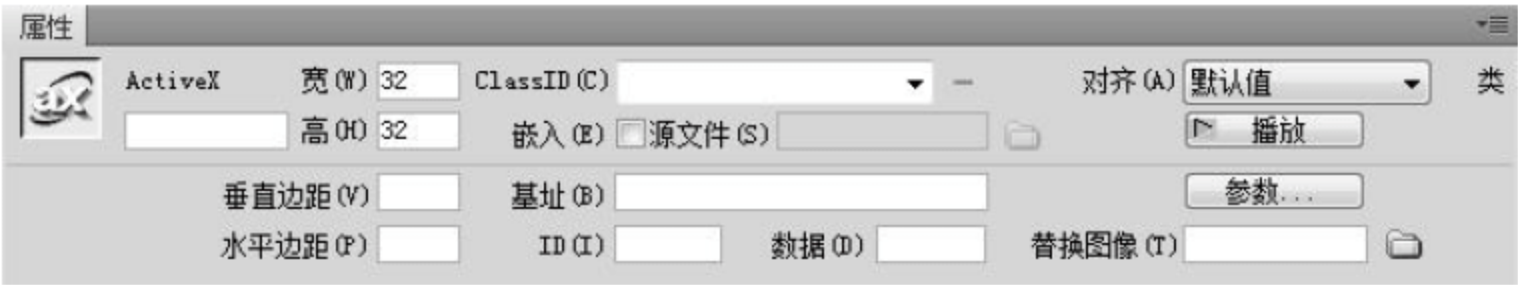 属性
ActiveX 宽(W) 32 ClassID(C) 对齐(A) 默认值 类
高(H) 32 嵌入(E) 源文件(S) 播放
垂直边距(V) 基址(B) 参数...
水平边距(P) ID(I) 数据(D) 替换图像(T)